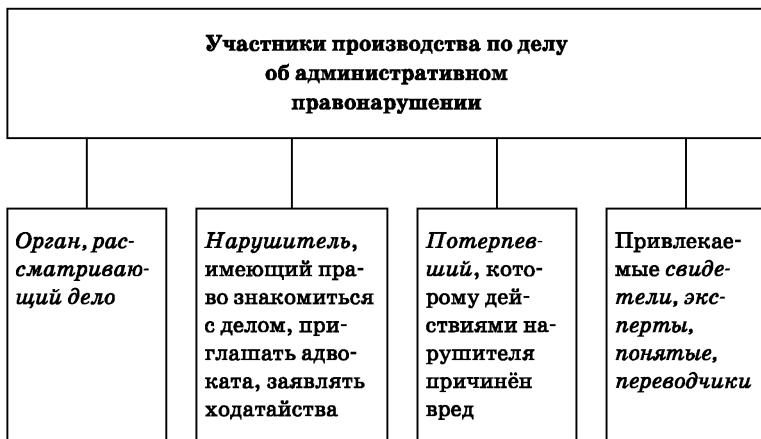 Участники производства по делу
об административном
правонарушении
Орган, рас-
сматриваю-
щий дело
Нарушитель,
имеющий пра-
во знакомиться
с делом, при-
глашать адво-
ката, заявлять
ходатайства
Потерпев-
ший, кото-
рому дей-
ствиями на-
рушителя
причинён
вред
Привлекае-
мые свиде-
тели, экс-
перты,
понятые,
переводчики